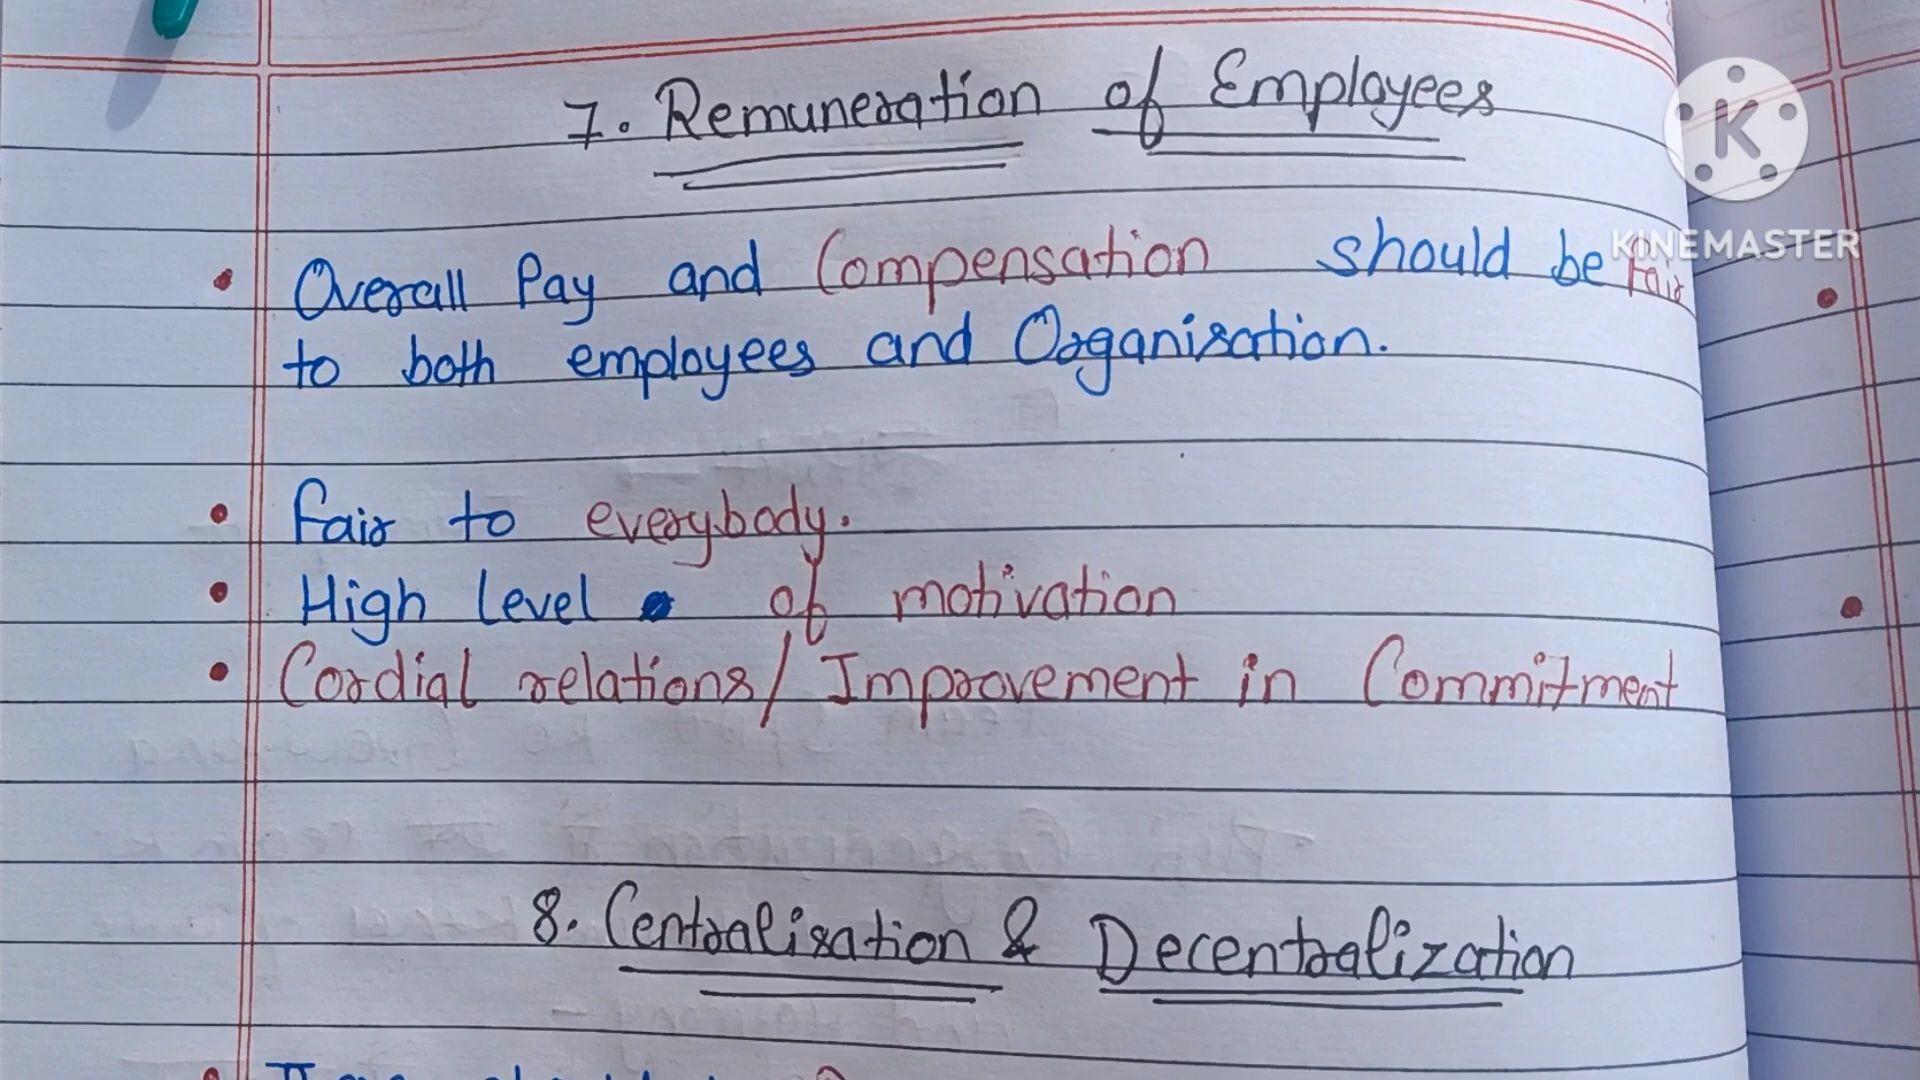 7. Remuneration of Employees
K
KINEMASTER
• Overall Pay and Compensation should be fair
to both employees and Organisation.
• fair to everybody.
• High level of motivation
• Cordial relations/ Improvement in Commitment
8. Centralisation & Decentralization